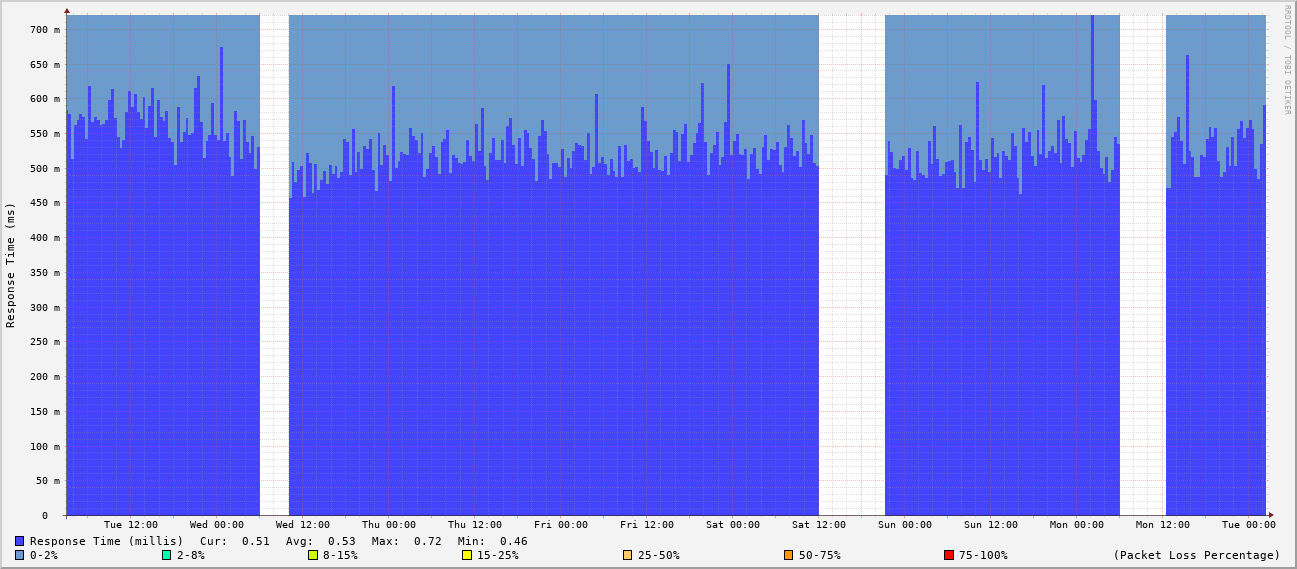 RRDTOOL / TOBI OETIKER
Response Time (ms)
700 m
650 m
600 m
550 m
500 m
450 m
400 m
350 m
300 m
250 m
200 m
150 m
100 m
50 m
0
Tue 12:00 Wed 00:00 Wed 12:00 Thu 00:00 Thu 12:00 Fri 00:00 Fri 12:00 Sat 00:00 Sat 12:00 Sun 00:00 Sun 12:00 Mon 00:00 Mon 12:00 Tue 00:00
Response Time (millis) Cur: 0.51 Avg: 0.53 Max: 0.72 Min: 0.46
0-2% 2-8% 8-15% 15-25% 25-50% 50-75% 75-100% (Packet Loss Percentage)